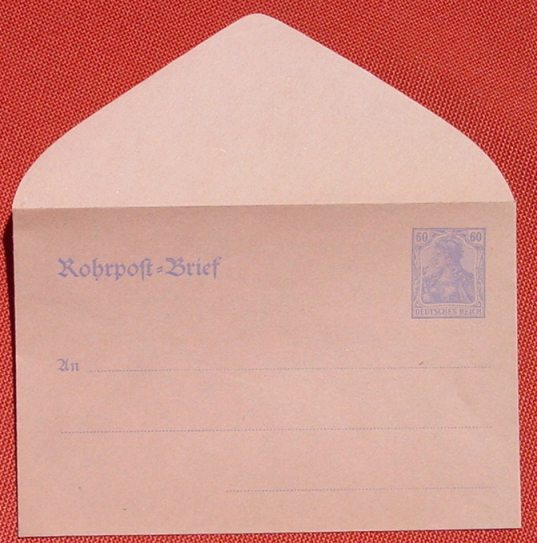 60 60
Rohrpost-Brief
DEUTSCHES REICH
An